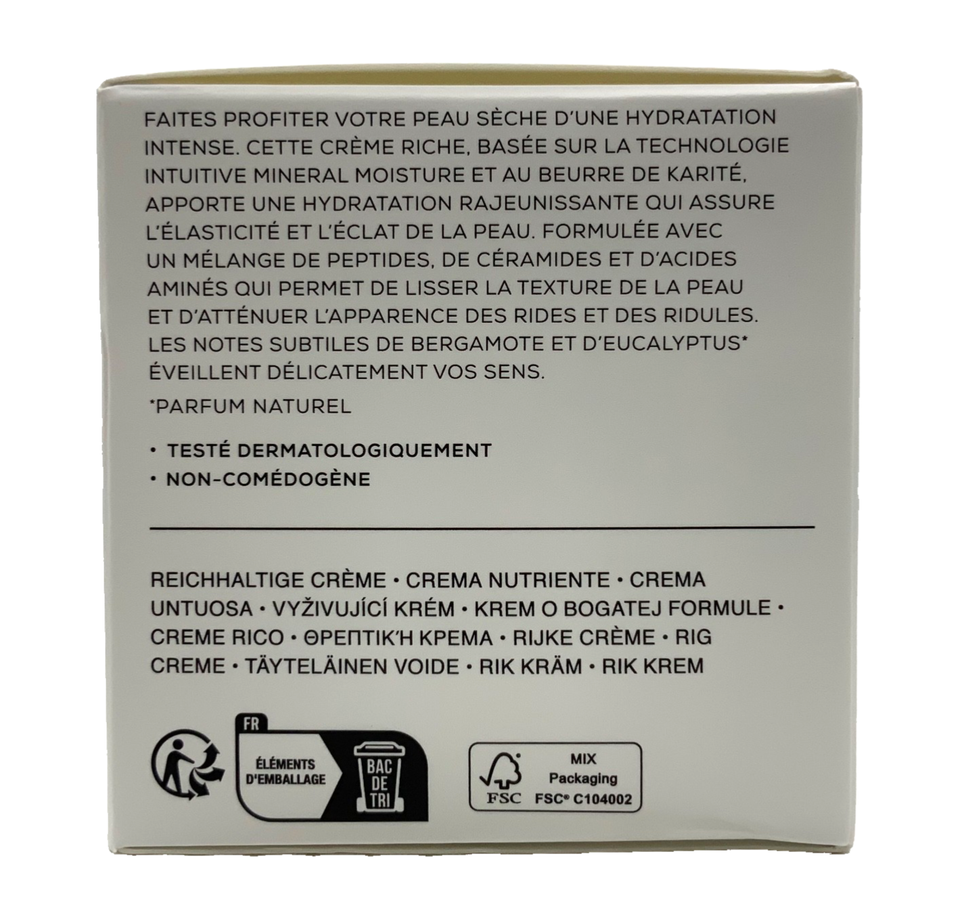 FAITES PROFITER VOTRE PEAU SÈCHE D'UNE HYDRATATION
INTENSE. CETTE CRÈME RICHE, BASÉE SUR LA TECHNOLOGIE
INTUITIVE MINERAL MOISTURE ET AU BEURRE DE KARITÉ,
APPORTE UNE HYDRATATION RAJEUNISSANTE QUI ASSURE
L'ÉLASTICITÉ ET L'ÉCLAT DE LA PEAU. FORMULÉE AVEC
UN MÉLANGE DE PEPTIDES, DE CÉRAMIDES ET D'ACIDES
AMINÉS QUI PERMET DE LISSER LA TEXTURE DE LA PEAU
ET D'ATTÉNUER L'APPARENCE DES RIDES ET DES RIDULES.
LES NOTES SUBTILES DE BERGAMOTE ET D'EUCALYPTUS*
ÉVEILLENT DÉLICATEMENT VOS SENS.
*PARFUM NATUREL
• TESTÉ DERMATOLOGIQUEMENT
• NON-COMÉDOGÈNE
REICHHALTIGE CRÈME • CREMA NUTRIENTE • CREMA
UNTUOSA • VYŽIVUJÍCÍ KRÉM • KREM O BOGATEJ FORMULE •
CREME RICO • ΘΡΕΠΤΙΚΉ ΚΡΕΜΑ • RIJKE CRÈME • RIG
CREME • TÄYTELÄINEN VOIDE • RIK KRÄM • RIK KREM
FR
ÉLÉMENTS
D'EMBALLAGE
BAC
DE
TRI
FSC
MIX
Packaging
FSC® C104002